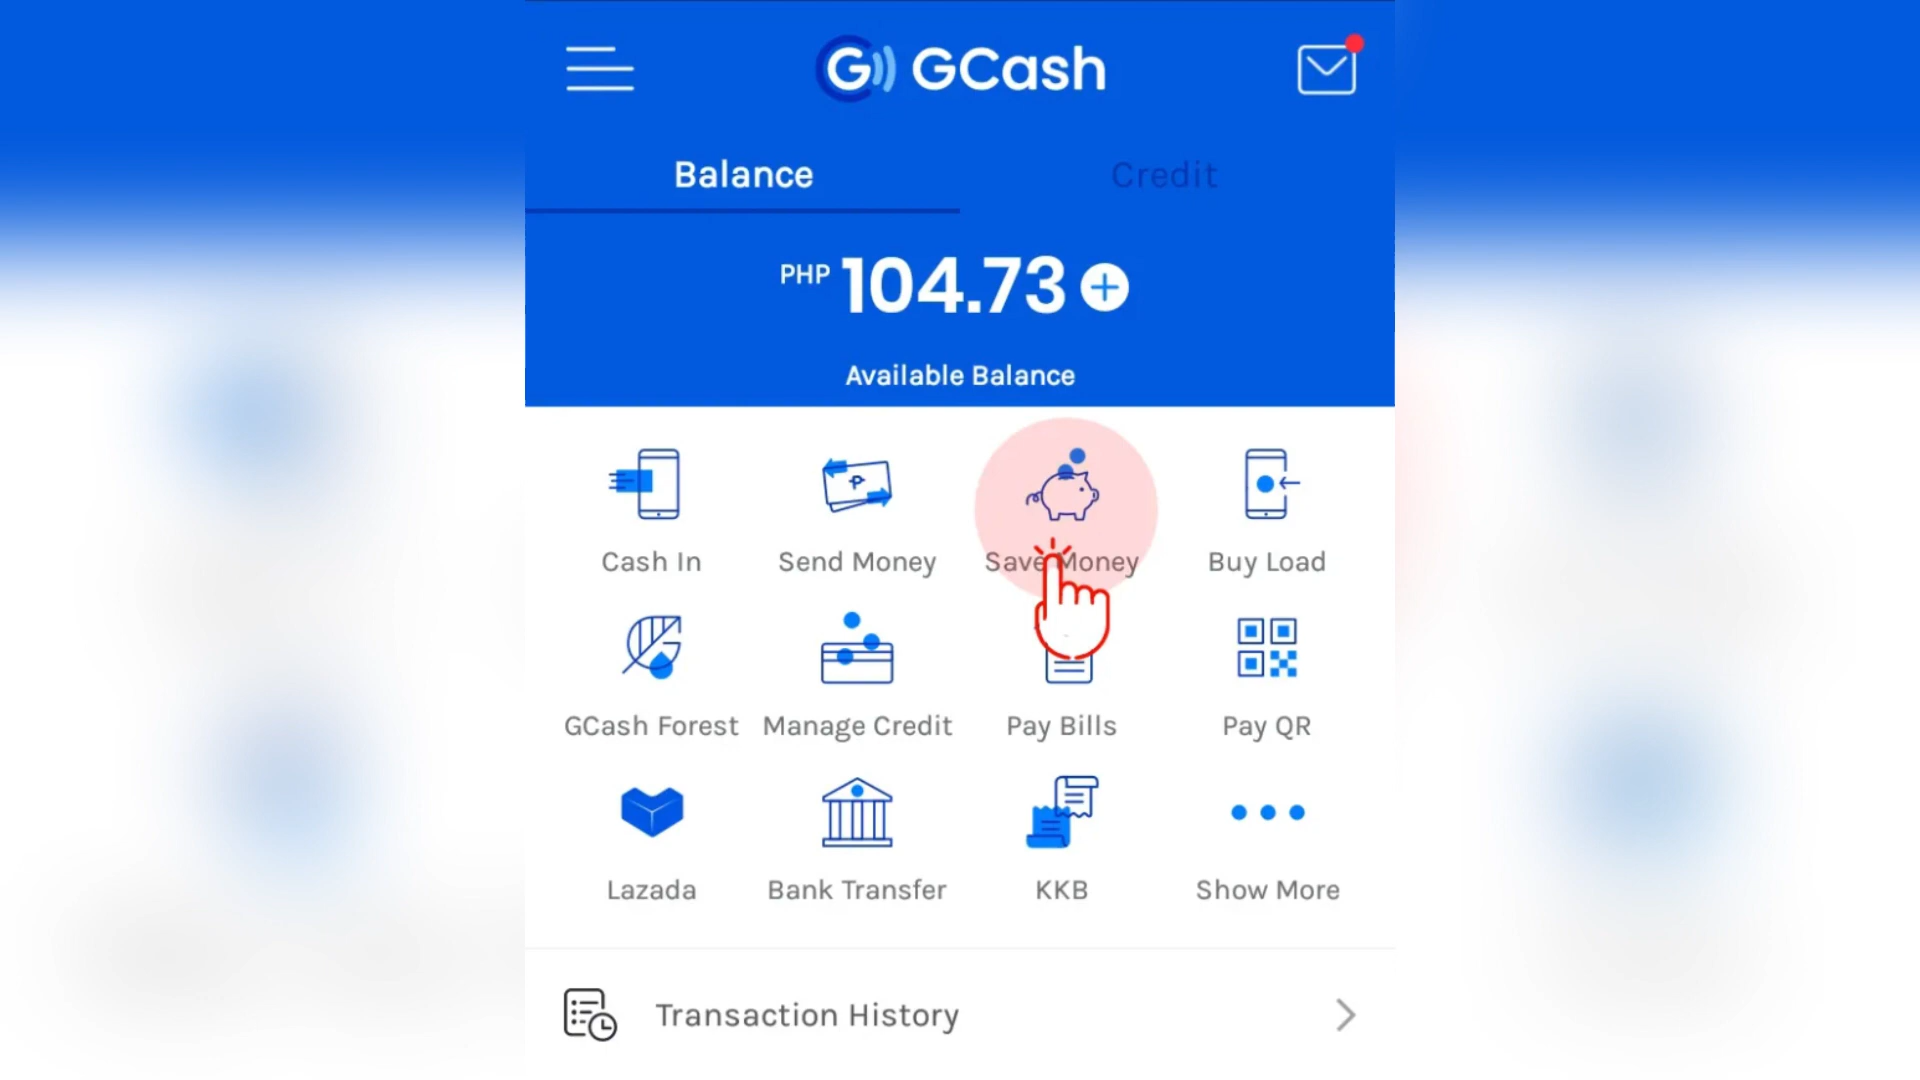 GCash
Balance
Credit
PHP 104.73
Available Balance
Cash In
Send Money
Save Money
Buy Load
GCash Forest
Manage Credit
Pay Bills
Pay QR
Lazada
Bank Transfer
KKB
Show More
Transaction History